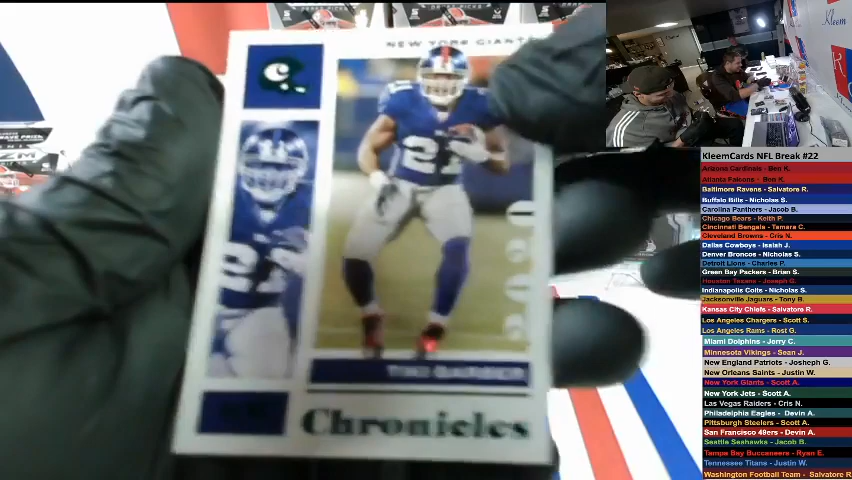 NEW YORK GIANTS
21
2020
TIKI BARBER
Chronicles
KleemCards NFL Break #22
Arizona Cardinals - Ben K.
Atlanta Falcons - Ben K.
Baltimore Ravens - Salvatore R.
Buffalo Bills - Nicholas S.
Carolina Panthers - Jacob B.
Chicago Bears - Keith P.
Cincinnati Bengals - Tamara C.
Cleveland Browns - Cris N.
Dallas Cowboys - Isaiah J.
Denver Broncos - Nicholas S.
Detroit Lions - Charles P.
Green Bay Packers - Brian S.
Houston Texans - Joseph G.
Indianapolis Colts - Nicholas S.
Jacksonville Jaguars - Tony B.
Kansas City Chiefs - Salvatore R.
Los Angeles Chargers - Scott S.
Los Angeles Rams - Rost G.
Miami Dolphins - Jerry C.
Minnesota Vikings - Sean J.
New England Patriots - Josheph G.
New Orleans Saints - Justin W.
New York Giants - Scott A.
New York Jets - Scott A.
Las Vegas Raiders - Cris N.
Philadelphia Eagles - Devin A.
Pittsburgh Steelers - Scott A.
San Francisco 49ers - Devin A.
Seattle Seahawks - Jacob B.
Tampa Bay Buccaneers - Ryan E.
Tennessee Titans - Justin W.
Washington Football Team - Salvatore R
Kleem